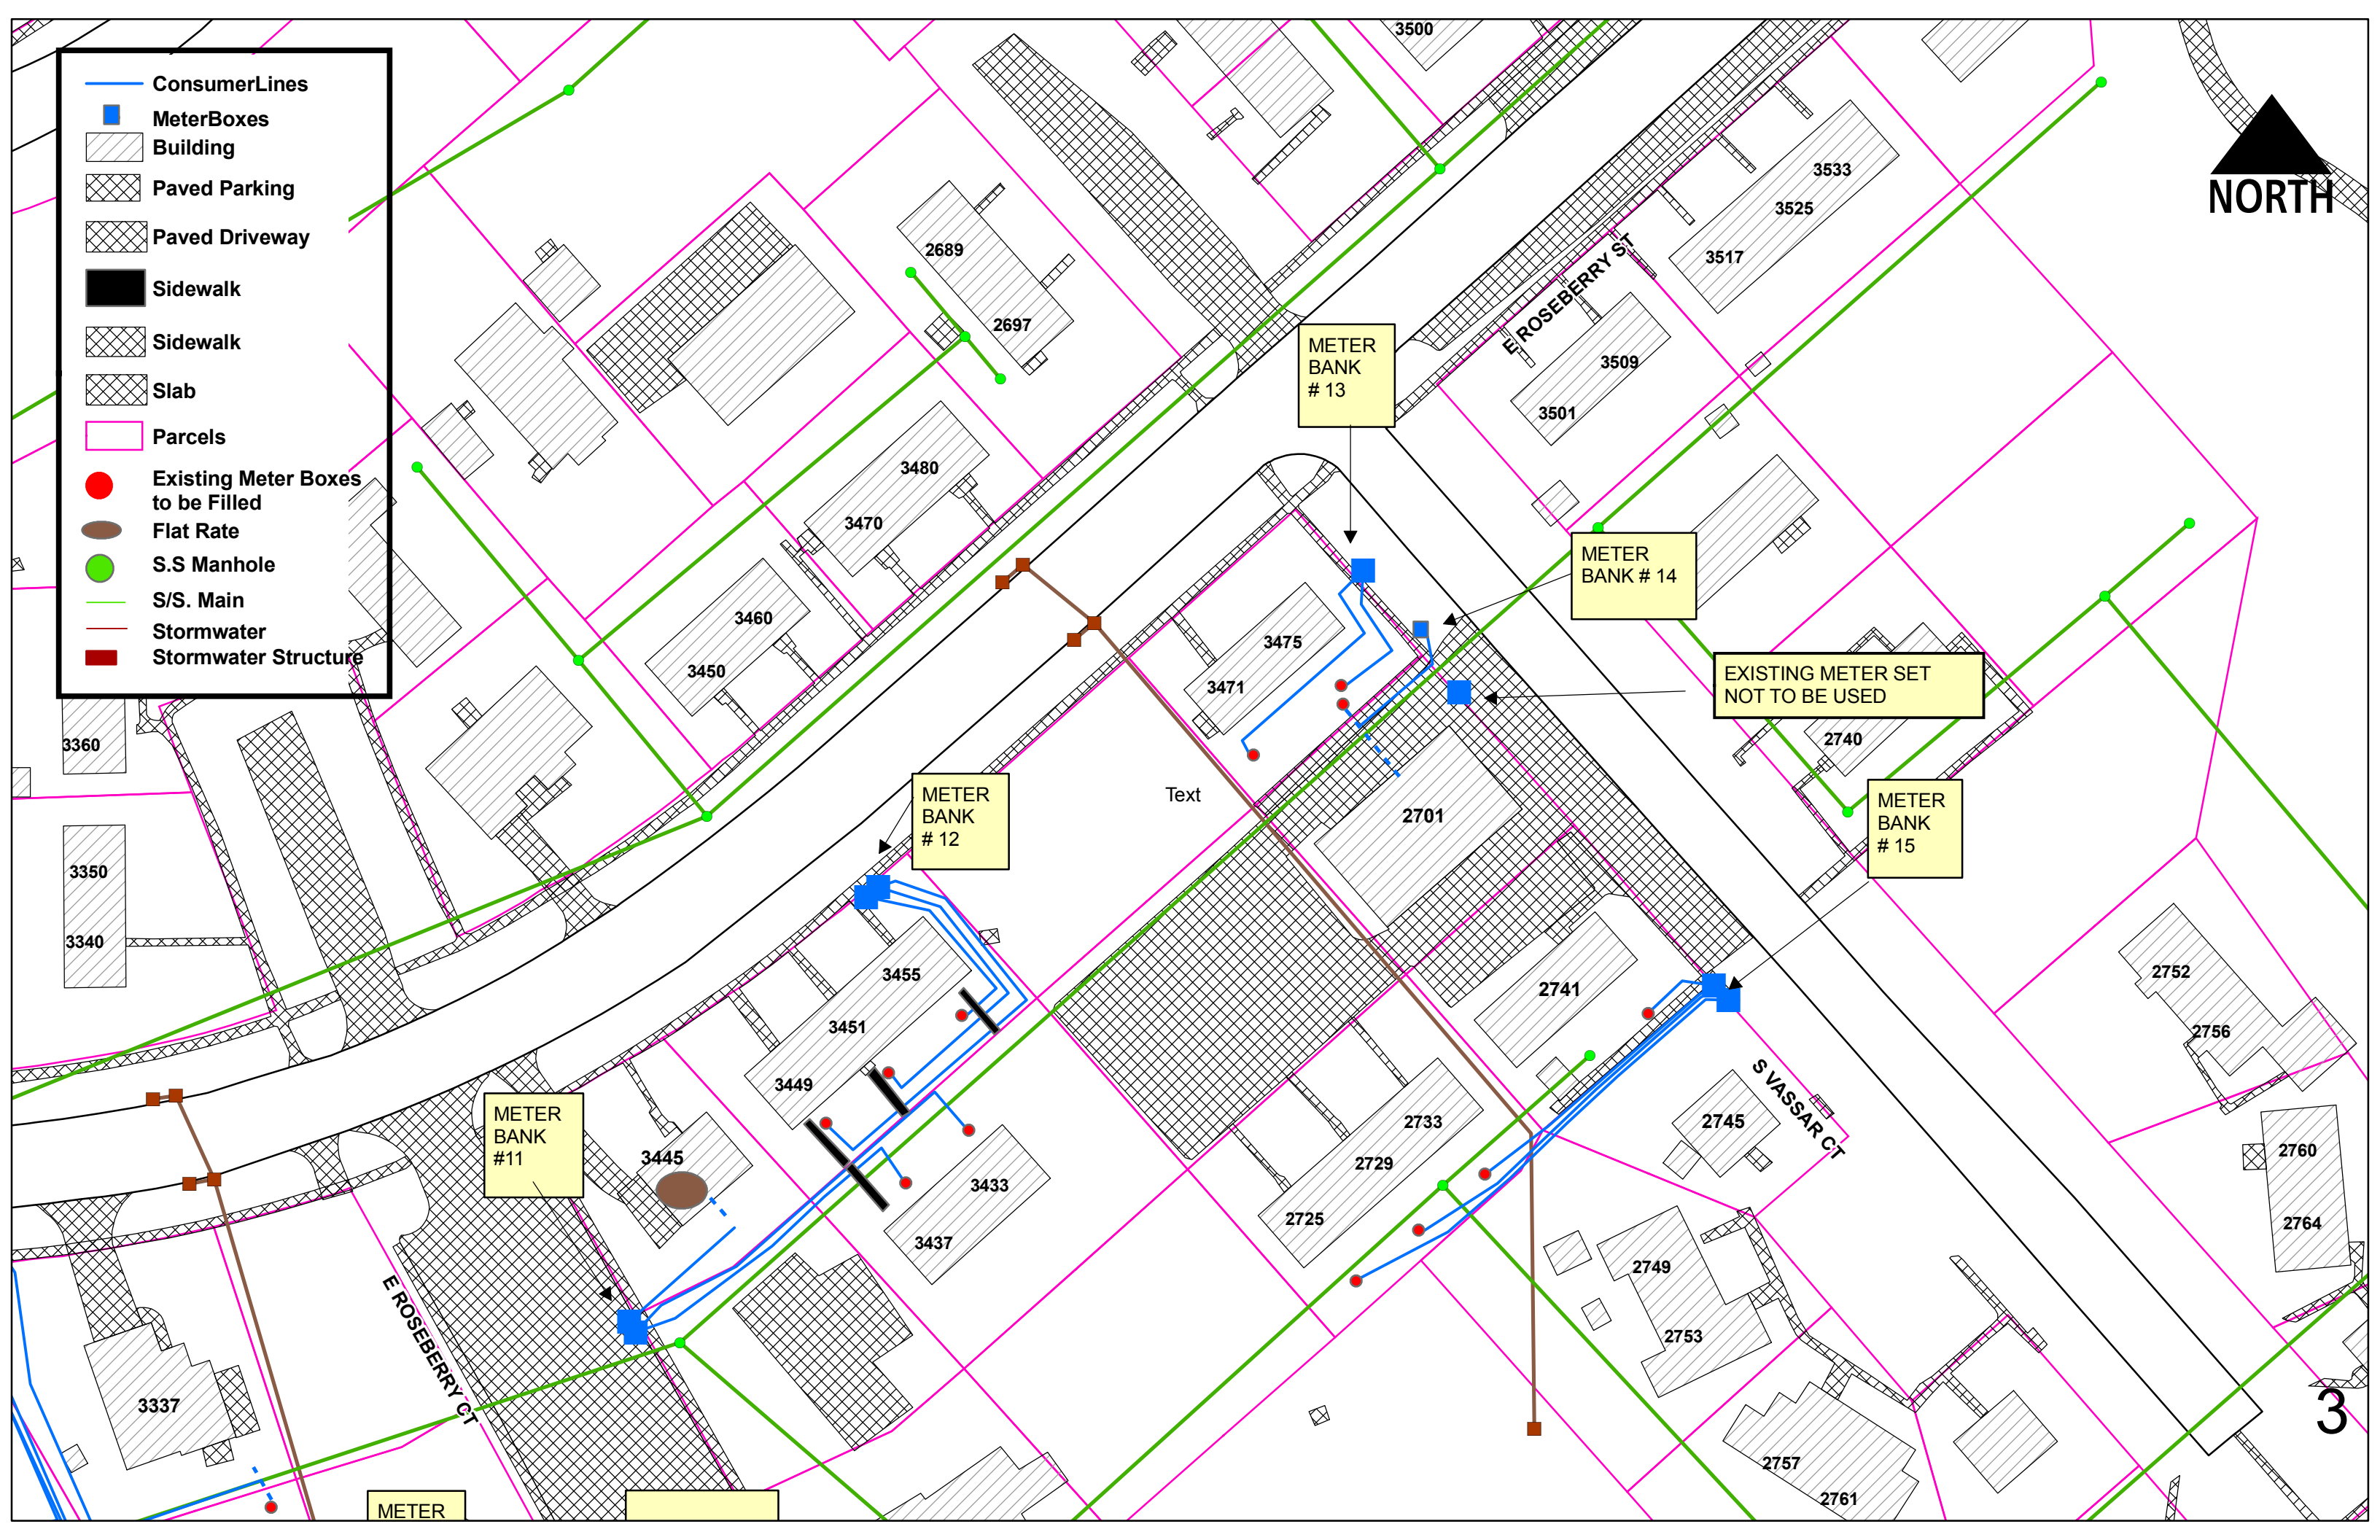 ConsumerLines
MeterBoxes
Building
Paved Parking
Paved Driveway
Sidewalk
Sidewalk
Slab
Parcels
Existing Meter Boxes
to be Filled
Flat Rate
S.S Manhole
S/S. Main
Stormwater
Stormwater Structure
NORTH
3500
3533
3525
3517
3509
3501
E ROSEBERRY ST
2689
2697
METER
BANK
# 13
3480
3470
3460
3450
METER
BANK # 14
3475
3471
EXISTING METER SET
NOT TO BE USED
2740
3360
3350
3340
Text
2701
METER
BANK
# 12
METER
BANK
# 15
3455
3451
3449
2741
2752
2756
METER
BANK
#11
3445
3433
3437
2733
2729
2725
2745
S VASSAR CT
2760
2764
2749
2753
E ROSEBERRY CT
3337
2757
2761
3
METER